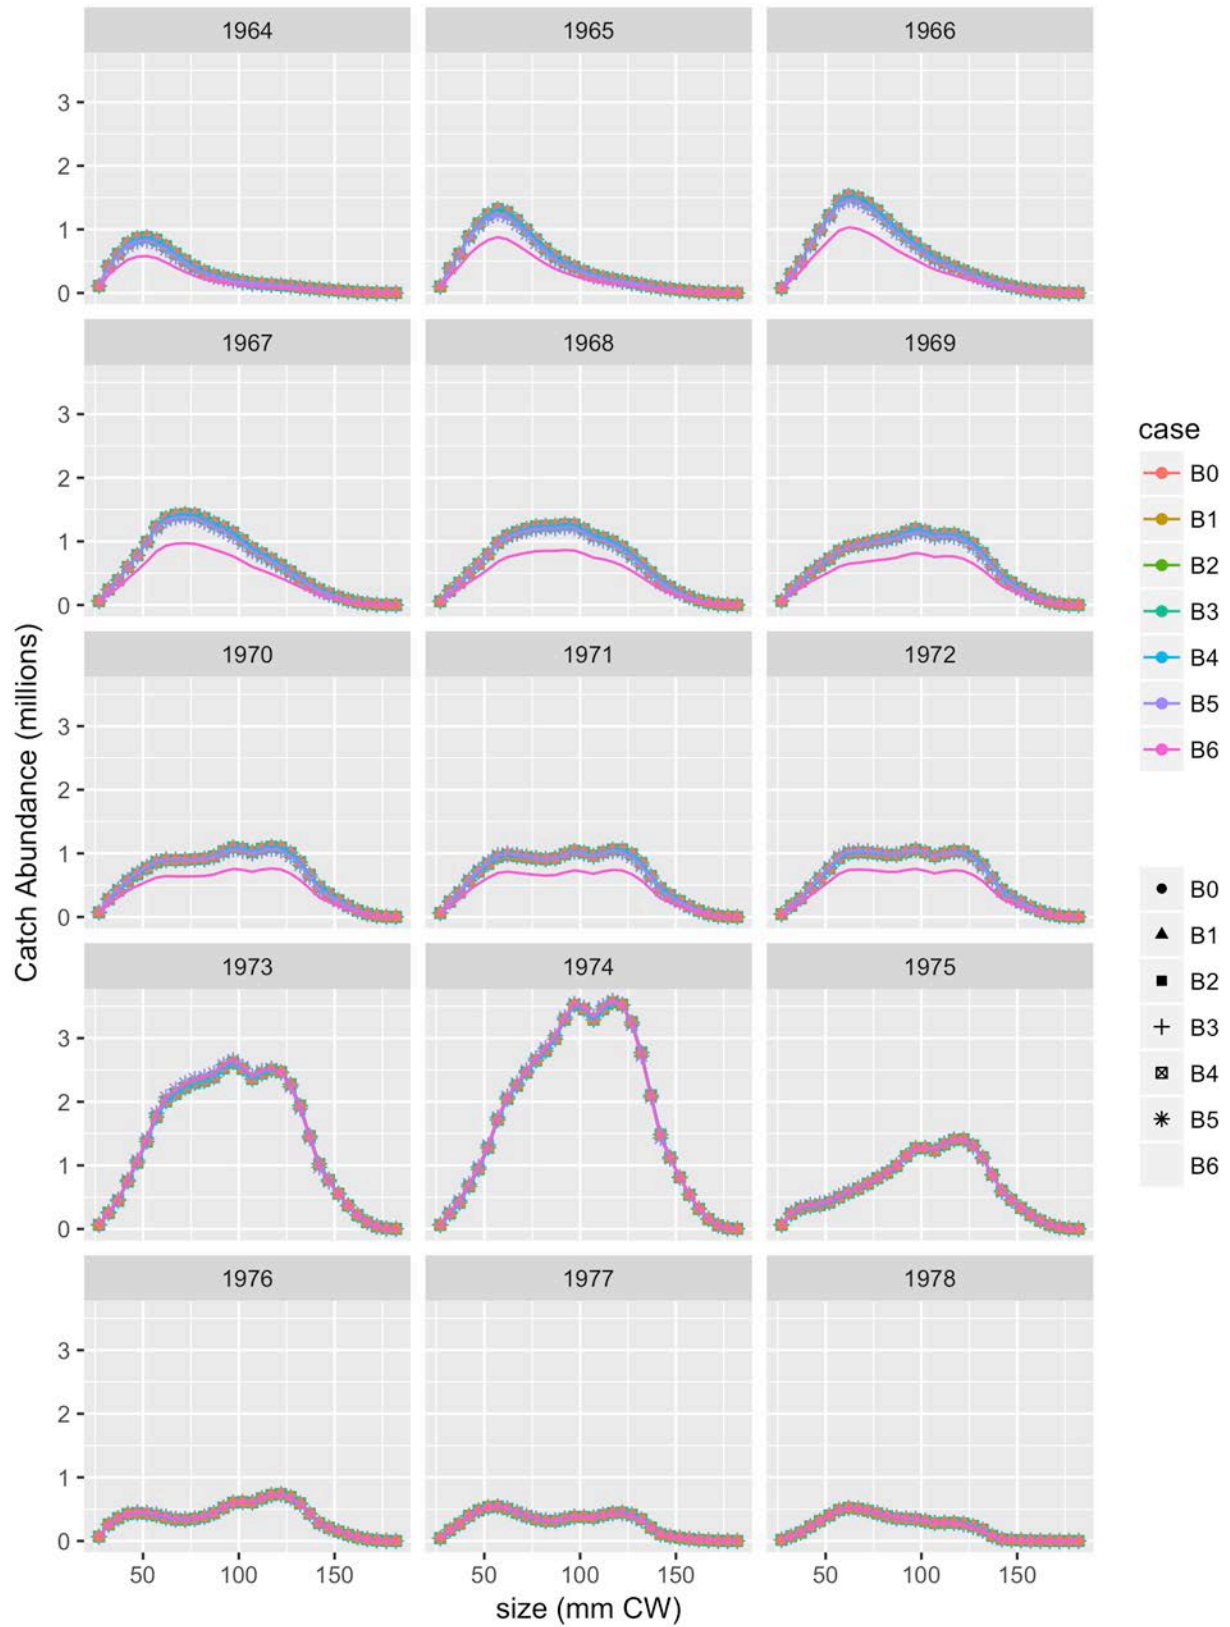 1964 1965 1966
3
2
1
0
1967 1968 1969
3
2
1
0
1970 1971 1972
3
2
1
0
1973 1974 1975
3
2
1
0
1976 1977 1978
3
2
1
0
50 100 150 50 100 150 50 100 150
size (mm CW)
Catch Abundance (millions)
case
B0
B1
B2
B3
B4
B5
B6
B0
B1
B2
B3
B4
B5
B6